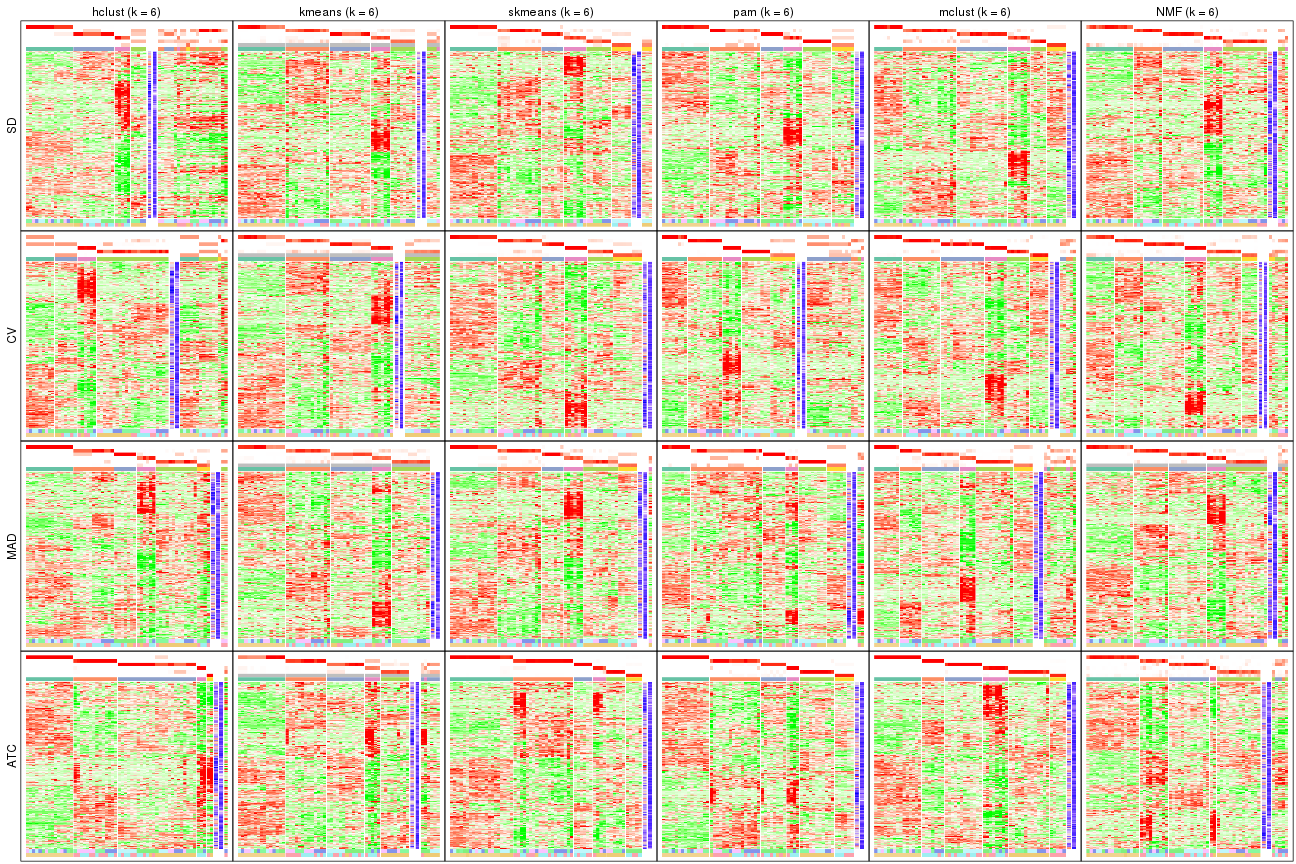 hclust (k = 6) kmeans (k = 6) skmeans (k = 6) pam (k = 6) mclust (k = 6) NMF (k = 6)
SD
CV
MAD
ATC